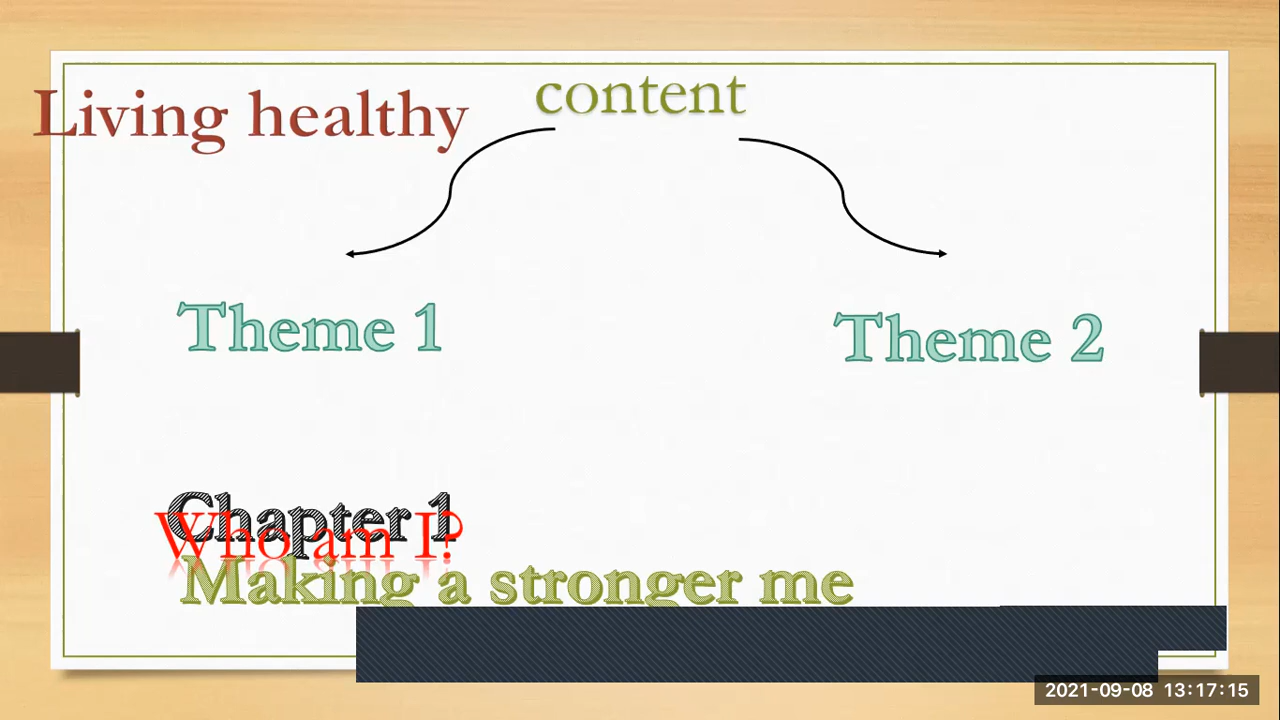 Living healthy
content
Theme 1
Theme 2
Chapter 1
Who am I?
Making a stronger me
2021-09-08 13:17:15